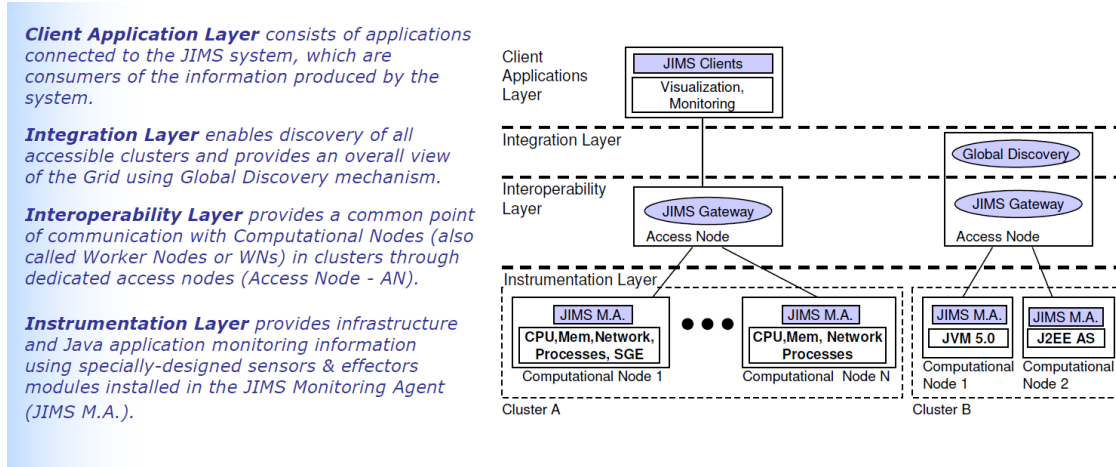 Client Application Layer consists of applications
connected to the JIMS system, which are
consumers of the information produced by the
system.
Integration Layer enables discovery of all
accessible clusters and provides an overall view
of the Grid using Global Discovery mechanism.
Interoperability Layer provides a common point
of communication with Computational Nodes (also
called Worker Nodes or WNs) in clusters through
dedicated access nodes (Access Node - AN).
Instrumentation Layer provides infrastructure
and Java application monitoring information
using specially-designed sensors & effectors
modules installed in the JIMS Monitoring Agent
(JIMS M.A.).
Client
Applications
Layer
JIMS Clients
Visualization,
Monitoring
Integration Layer
Global Discovery
Interoperability
Layer
JIMS Gateway
Access Node
JIMS Gateway
Access Node
Instrumentation Layer
JIMS M.A.
CPU,Mem,Network,
Processes, SGE
Computational Node 1
JIMS M.A.
CPU,Mem, Network
Processes
Computational Node N
Cluster A
JIMS M.A.
JVM 5.0
Computational
Node 1
JIMS M.A.
J2EE AS
Computational
Node 2
Cluster B